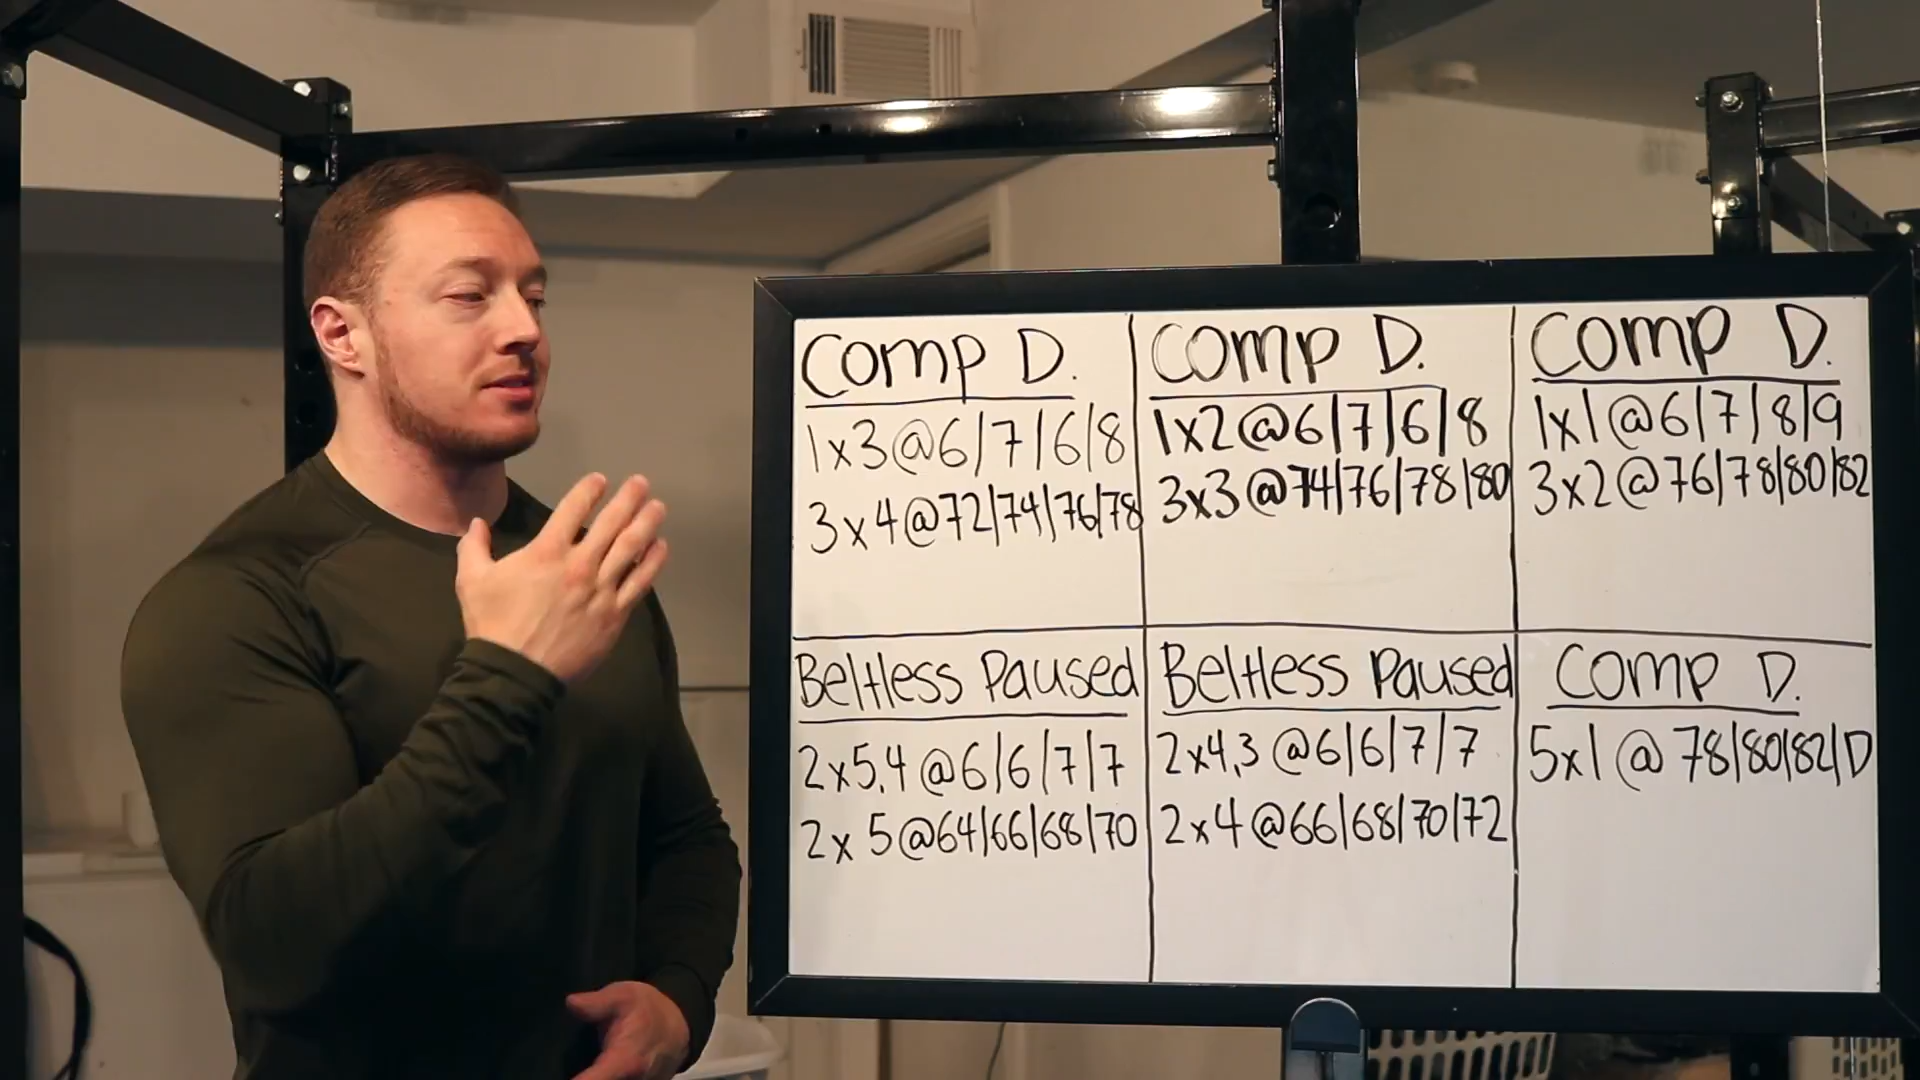 Comp D.
1x3@6/7/6/8
3x4@72/74/76/78
Comp D.
1x2@6/7/6/8
3x3@74/76/78/80
Comp D.
1x1@6/7/8/9
3x2@76/78/80/82
Beltless Paused
2x5,4@6/6/7/7
2x5@64/66/68/70
Beltless Paused
2x4,3@6/6/7/7
2x4@66/68/70/72
Comp D.
5x1@78/80/82/D